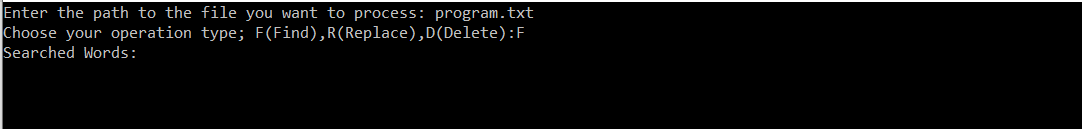 Enter the path to the file you want to process: program.txt
Choose your operation type; F(Find),R(Replace),D(Delete):F
Searched Words: